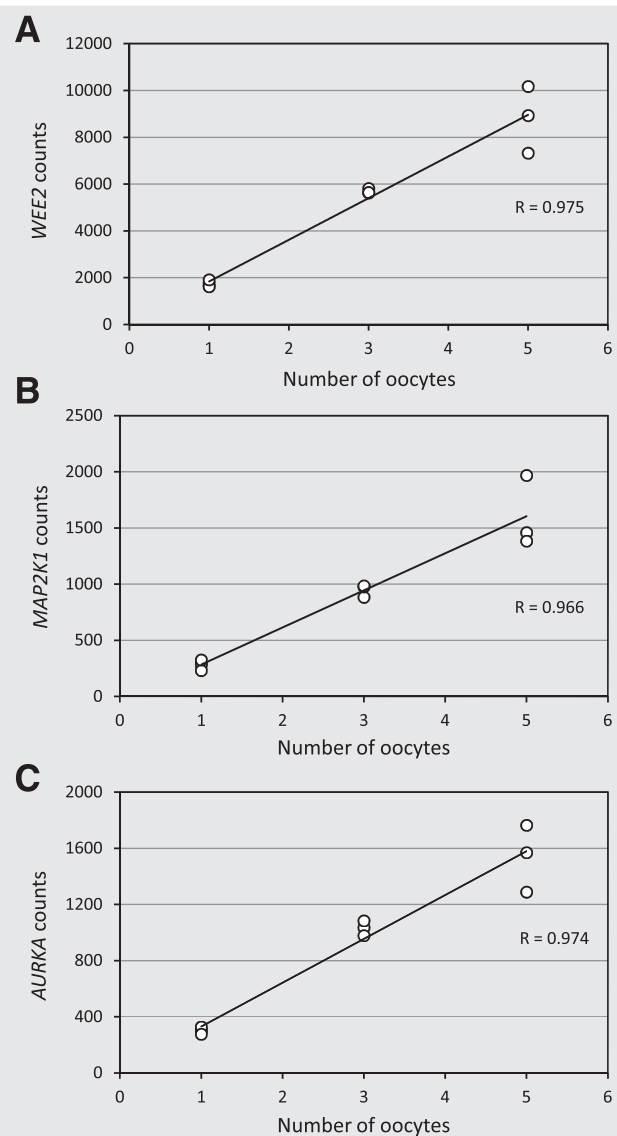 A
12000
10000
8000
6000
4000
2000
0
WEE2 counts
R = 0.975
0 1 2 3 4 5 6
Number of oocytes
B
2500
2000
1500
1000
500
0
MAP2K1 counts
R = 0.966
0 1 2 3 4 5 6
Number of oocytes
C
2000
1600
1200
800
400
0
AURKA counts
R = 0.974
0 1 2 3 4 5 6
Number of oocytes